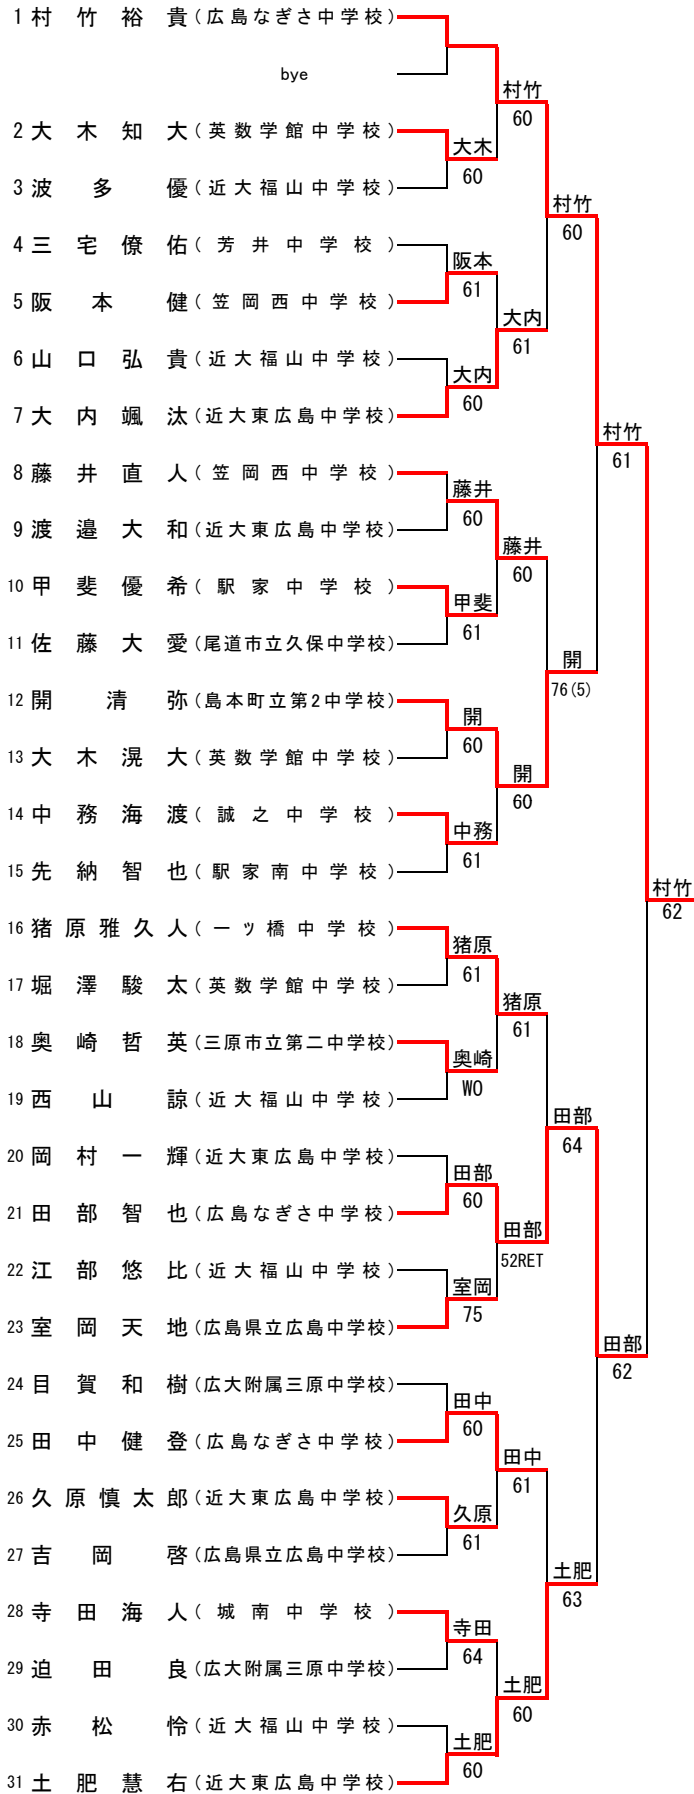 1 村竹裕貴 (広島なぎさ中学校)
bye
村竹
60
2 大木知大 (英数学館中学校)
大木
60
3 波多優 (近大福山中学校)
村竹
60
4 三宅僚佑 (芳井中学校)
阪本
61
5 阪本健 (笠岡西中学校)
大内
61
6 山口弘貴 (近大福山中学校)
大内
60
7 大内颯汰 (近大東広島中学校)
村竹
61
8 藤井直人 (笠岡西中学校)
藤井
60
9 渡邉大和 (近大東広島中学校)
藤井
60
10 甲斐優希 (駅家中学校)
甲斐
61
11 佐藤大愛 (尾道市立久保中学校)
開
76(5)
12 開清弥 (島本町立第2中学校)
開
60
13 大木滉大 (英数学館中学校)
開
60
14 中務海渡 (誠之中学校)
中務
61
15 先納智也 (駅家南中学校)
村竹
62
16 猪原雅久人 (一ッ橋中学校)
猪原
61
17 堀澤駿太 (英数学館中学校)
猪原
61
18 奥崎哲英 (三原市立第二中学校)
奥崎
WO
19 西山諒 (近大福山中学校)
田部
64
20 岡村一輝 (近大東広島中学校)
田部
60
21 田部智也 (広島なぎさ中学校)
田部
52RET
22 江部悠比 (近大福山中学校)
室岡
75
23 室岡天地 (広島県立広島中学校)
田部
62
24 目賀和樹 (広大附属三原中学校)
田中
60
25 田中健登 (広島なぎさ中学校)
田中
61
26 久原慎太郎 (近大東広島中学校)
久原
61
27 吉岡啓 (広島県立広島中学校)
土肥
63
28 寺田海人 (城南中学校)
寺田
64
29 迫田良 (広大附属三原中学校)
土肥
60
30 赤松怜 (近大福山中学校)
土肥
60
31 土肥慧右 (近大東広島中学校)